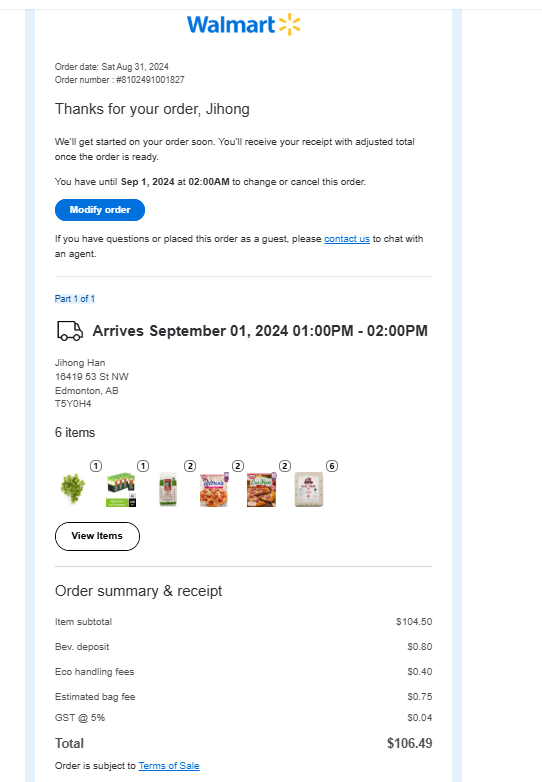 Walmart
Order date: Sat Aug 31, 2024
Order number : #8102491001827
Thanks for your order, Jihong
We'll get started on your order soon. You'll receive your receipt with adjusted total
once the order is ready.
You have until Sep 1, 2024 at 02:00AM to change or cancel this order.
Modify order
If you have questions or placed this order as a guest, please contact us to chat with
an agent.
Part 1 of 1
Arrives September 01, 2024 01:00PM - 02:00PM
Jihong Han
16419 53 St NW
Edmonton, AB
T5Y0H4
6 items
1 1 2 2 2 6
View Items
Order summary & receipt
Item subtotal $104.50
Bev. deposit $0.80
Eco handling fees $0.40
Estimated bag fee $0.75
GST @ 5% $0.04
Total $106.49
Order is subject to Terms of Sale